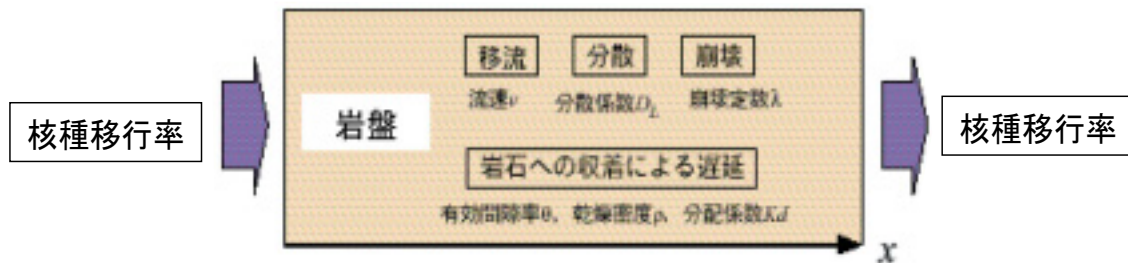 移流 分散 崩壊
流速v 分散係数D_L 崩壊定数λ
核種移行率
岩盤
核種移行率
岩石への収着による遅延
有効間隙率θ、乾燥密度ρ、分配係数Kd
x